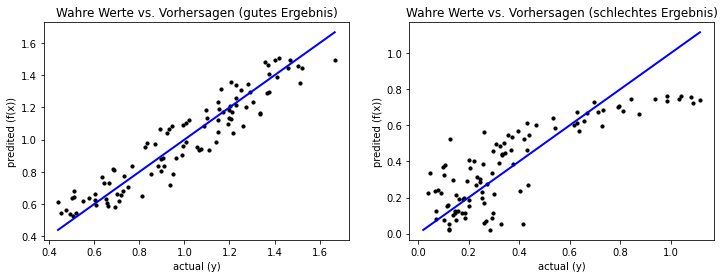 Wahre Werte vs. Vorhersagen (gutes Ergebnis)
predited (f(x))
1.6
1.4
1.2
1.0
0.8
0.6
0.4
0.4 0.6 0.8 1.0 1.2 1.4 1.6
actual (y)
Wahre Werte vs. Vorhersagen (schlechtes Ergebnis)
predited (f(x))
1.0
0.8
0.6
0.4
0.2
0.0
0.0 0.2 0.4 0.6 0.8 1.0
actual (y)